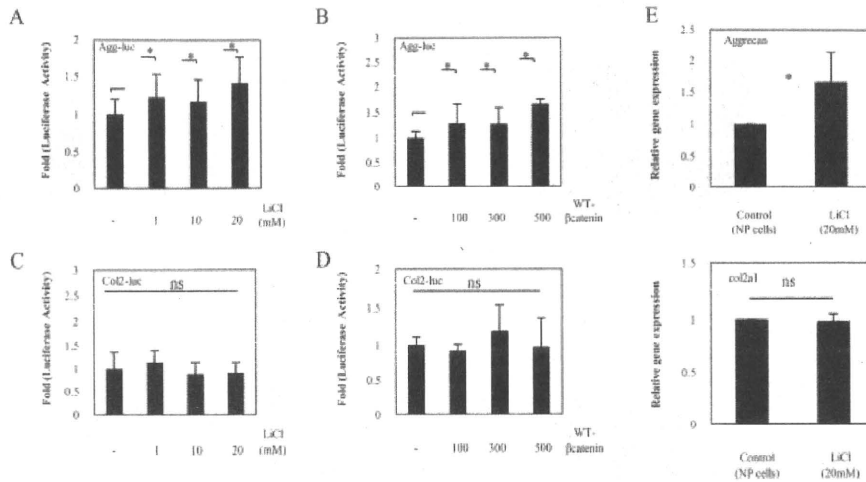 A
Fold (Luciferase Activity)
2
1.5
1
0.5
0
Agg-luc
*
*
*
-
1
10
20
LiCl
(mM)
B
Fold (Luciferase Activity)
3
2.5
2
1.5
1
0.5
0
Agg-luc
*
*
*
-
100
300
500
WT-
βcatenin
E
Relative gene expression
2.5
2
1.5
1
0.5
0
Aggrecan
*
Control
(NP cells)
LiCl
(20mM)
C
Fold (Luciferase Activity)
3
2.5
2
1.5
1
0.5
0
Col2-luc
ns
-
1
10
20
LiCl
(mM)
D
Fold (Luciferase Activity)
2
1.5
1
0.5
0
Col2-luc
ns
-
100
300
500
WT-
βcatenin
Relative gene expression
1.5
1
0.5
0
col2a1
ns
Control
(NP cells)
LiCl
(20mM)